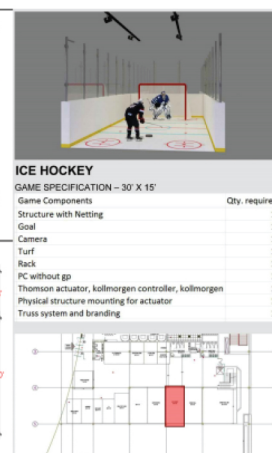 ICE HOCKEY
GAME SPECIFICATION – 30' X 15'
Game Components Qty. require
Structure with Netting
Goal
Camera
Turf
Rack
PC without gp
Thomson actuator, kollmorgen controller, kollmorgen
Physical structure mounting for actuator
Truss system and branding